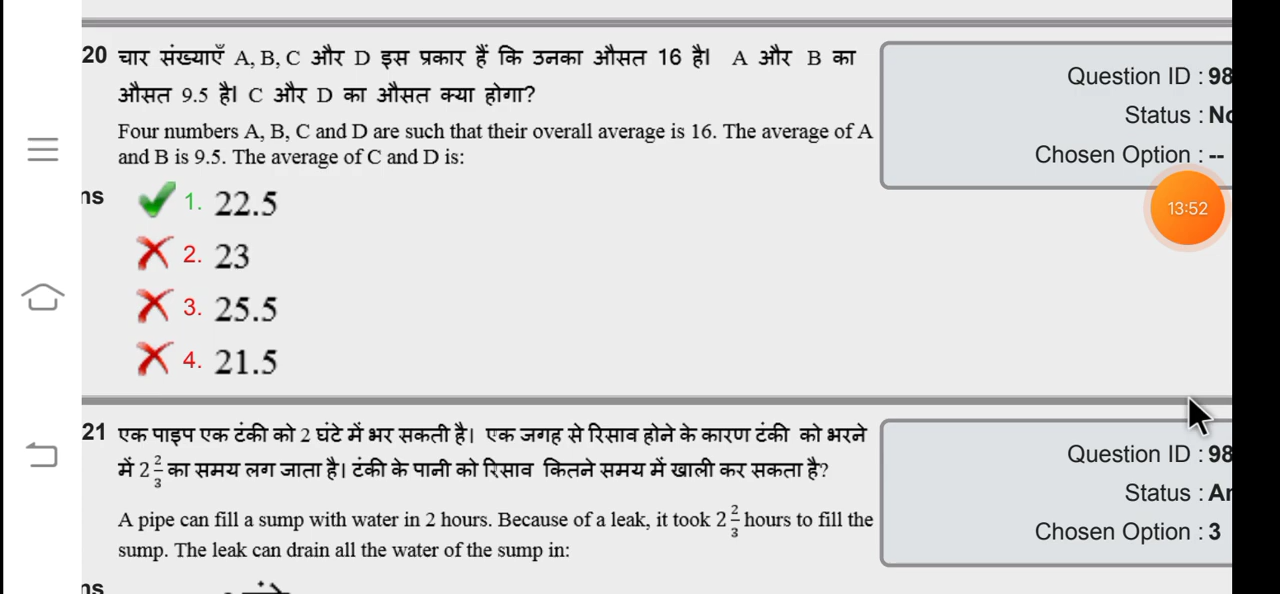 20 चार संख्याएँ A, B, C और D इस प्रकार हैं कि उनका औसत 16 है। A और B का
औसत 9.5 है। C और D का औसत क्या होगा?
Four numbers A, B, C and D are such that their overall average is 16. The average of A
and B is 9.5. The average of C and D is:
Question ID : 98
Status : No
Chosen Option : --
13:52
ns
1. 22.5
2. 23
3. 25.5
4. 21.5
21 एक पाइप एक टंकी को 2 घंटे में भर सकती है। एक जगह से रिसाव होने के कारण टंकी को भरने
में 2 2/3 का समय लग जाता है। टंकी के पानी को रिसाव कितने समय में खाली कर सकता है?
A pipe can fill a sump with water in 2 hours. Because of a leak, it took 2 2/3 hours to fill the
sump. The leak can drain all the water of the sump in:
Question ID : 98
Status : An
Chosen Option : 3
ns